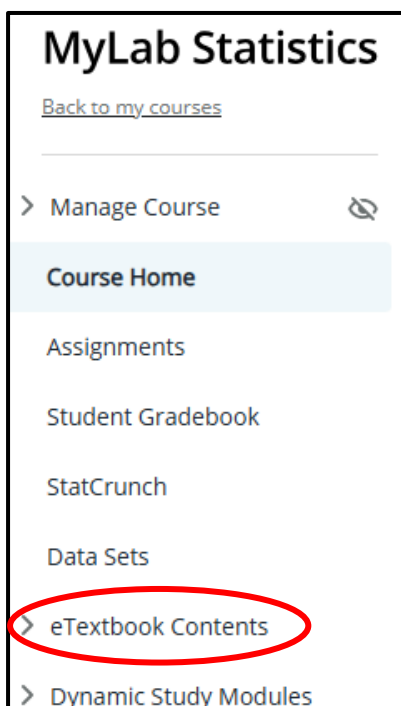 MyLab Statistics
Back to my courses
Manage Course
Course Home
Assignments
Student Gradebook
StatCrunch
Data Sets
eTextbook Contents
Dynamic Study Modules